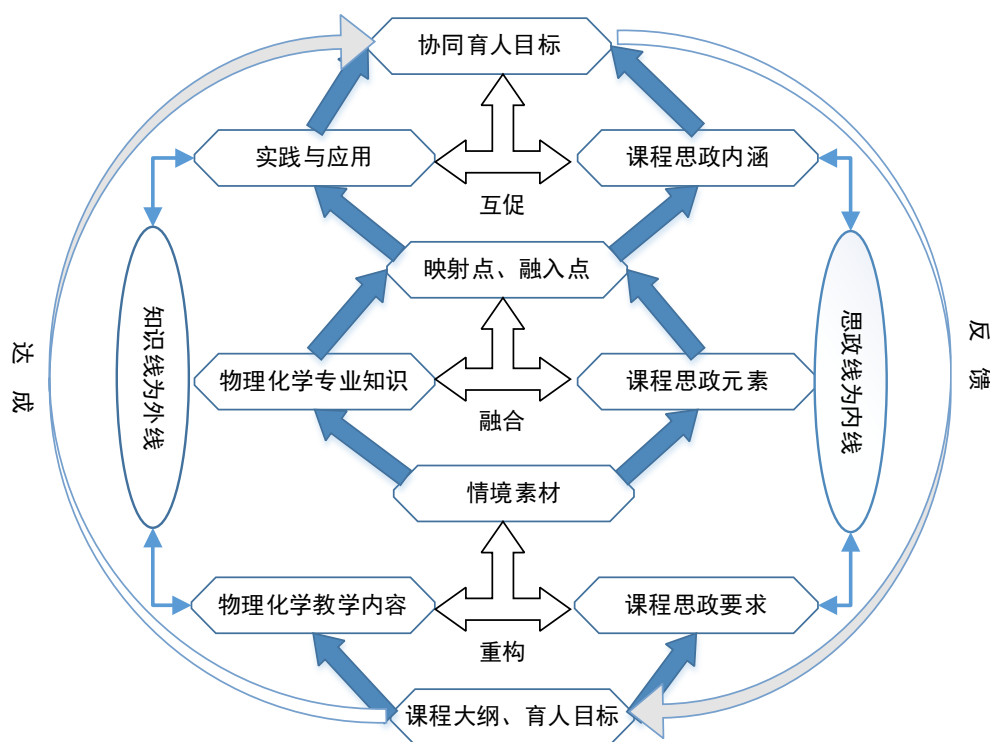 协同育人目标
实践与应用
课程思政内涵
互促
映射点、融入点
知识线为外线
思政线为内线
达成
反馈
物理化学专业知识
课程思政元素
融合
情境素材
物理化学教学内容
课程思政要求
重构
课程大纲、育人目标